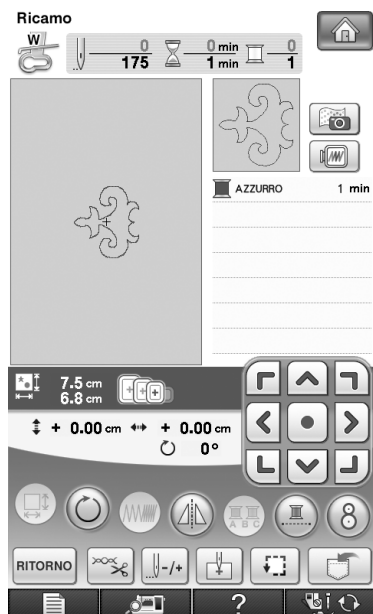 Ricamo
W
0 0 min 0
175 1 min 1
AZZURRO 1 min
7.5 cm
6.8 cm
+ 0.00 cm + 0.00 cm
0°
A B C
8
RITORNO -/+
? i